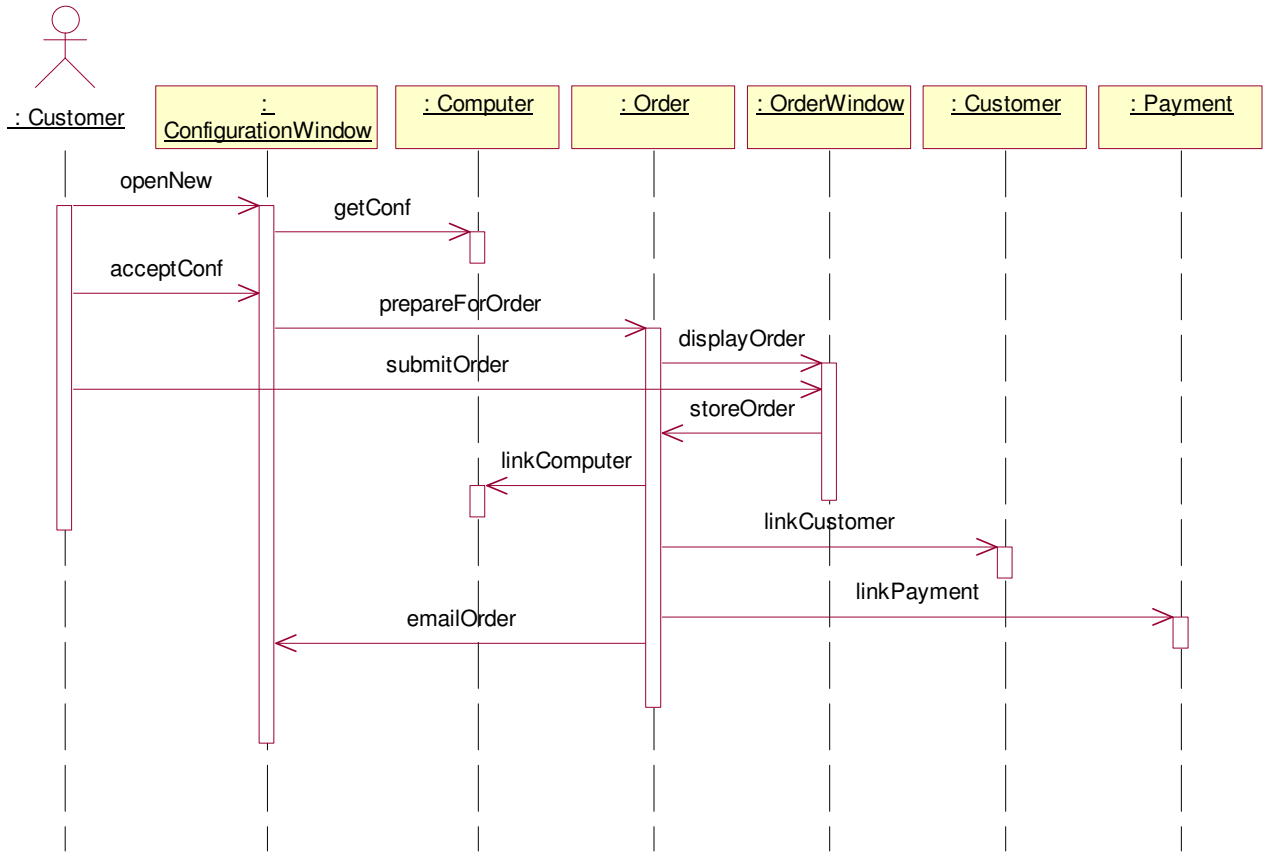 : Customer
:
ConfigurationWindow
: Computer
: Order
: OrderWindow
: Customer
: Payment
openNew
getConf
acceptConf
prepareForOrder
displayOrder
submitOrder
storeOrder
linkComputer
linkCustomer
linkPayment
emailOrder